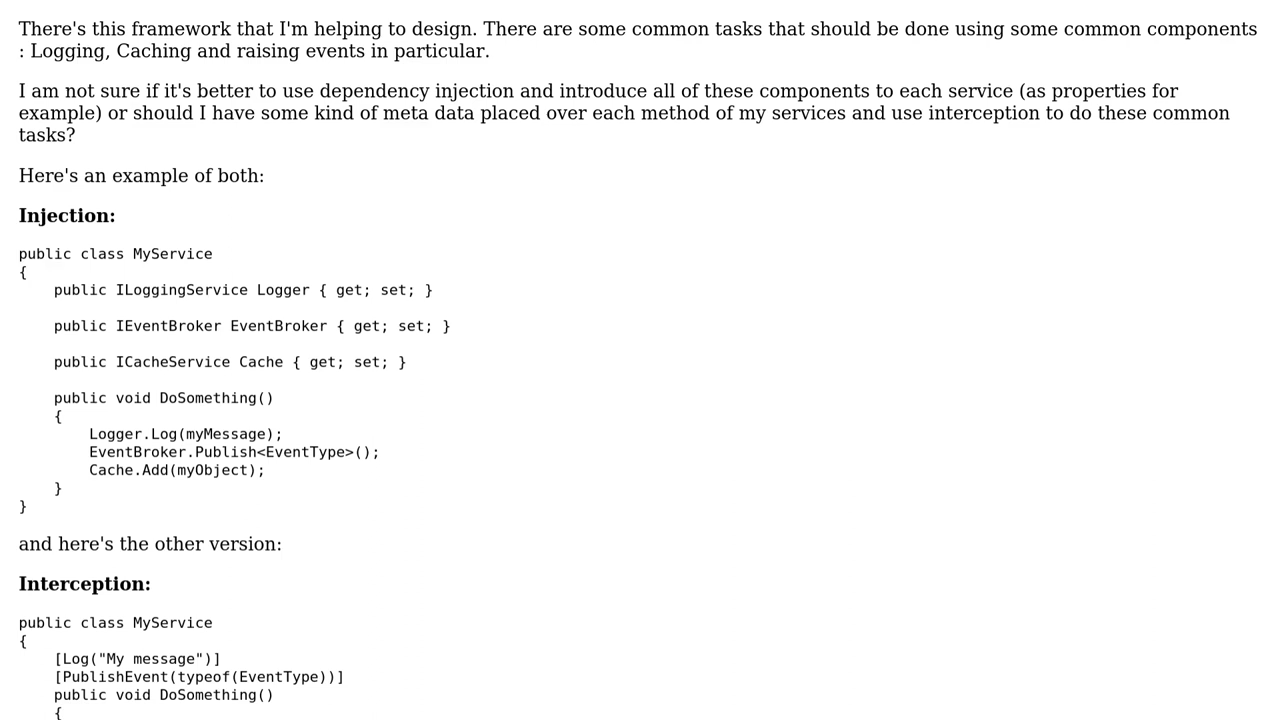 There's this framework that I'm helping to design. There are some common tasks that should be done using some common components
: Logging, Caching and raising events in particular.
I am not sure if it's better to use dependency injection and introduce all of these components to each service (as properties for
example) or should I have some kind of meta data placed over each method of my services and use interception to do these common
tasks?
Here's an example of both:
Injection:
public class MyService
{
    public ILoggingService Logger { get; set; }
    public IEventBroker EventBroker { get; set; }
    public ICacheService Cache { get; set; }
    public void DoSomething()
    {
        Logger.Log(myMessage);
        EventBroker.Publish<EventType>();
        Cache.Add(myObject);
    }
}
and here's the other version:
Interception:
public class MyService
{
    [Log("My message")]
    [PublishEvent(typeof(EventType))]
    public void DoSomething()
    {